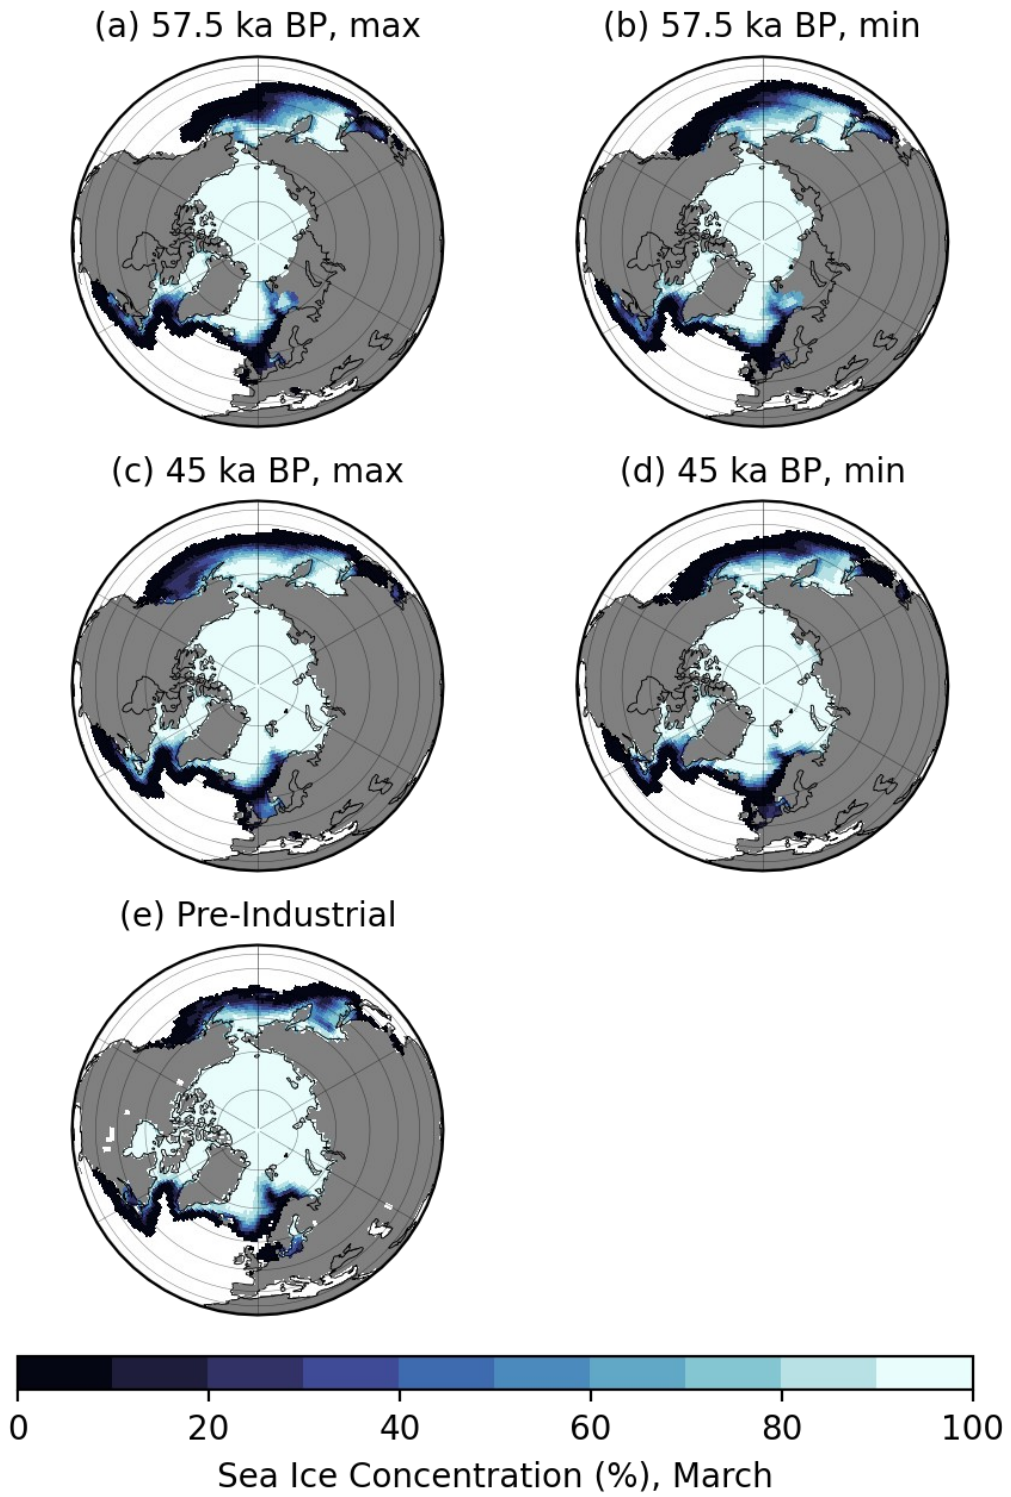 (a) 57.5 ka BP, max
(b) 57.5 ka BP, min
(c) 45 ka BP, max
(d) 45 ka BP, min
(e) Pre-Industrial
0 20 40 60 80 100
Sea Ice Concentration (%), March